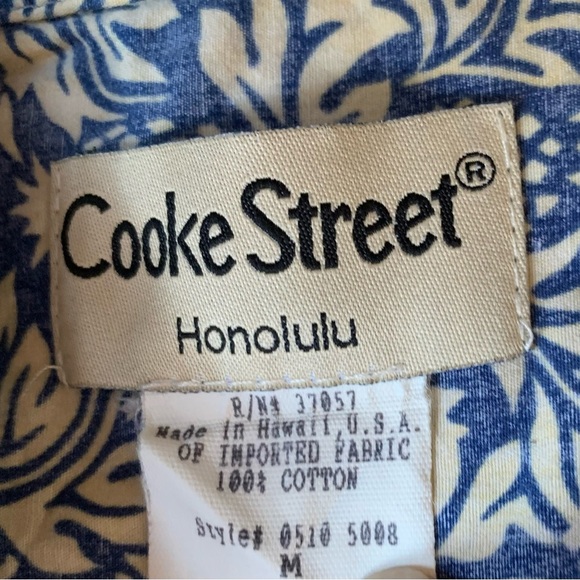 Cooke Street®
Honolulu
R/N# 37057
Made in Hawaii, U.S.A.
OF IMPORTED FABRIC
100% COTTON
Style# 0510 5008
M